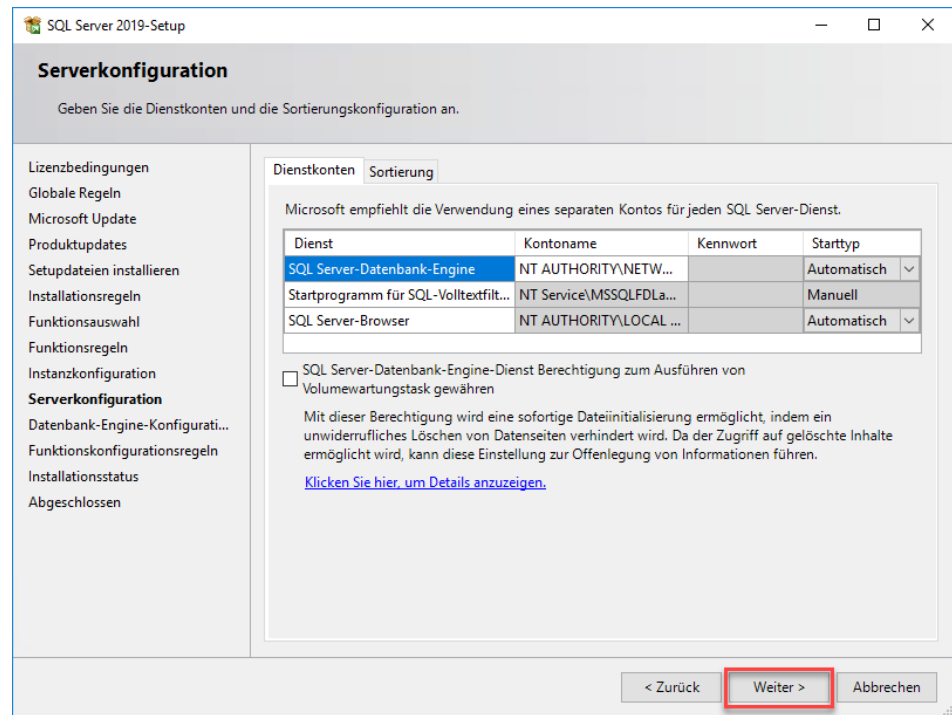 SQL Server 2019-Setup
Serverkonfiguration
Geben Sie die Dienstkonten und die Sortierungskonfiguration an.
Lizenzbedingungen
Globale Regeln
Microsoft Update
Produktupdates
Setupdateien installieren
Installationsregeln
Funktionsauswahl
Funktionsregeln
Instanzkonfiguration
Serverkonfiguration
Datenbank-Engine-Konfigurati...
Funktionskonfigurationsregeln
Installationsstatus
Abgeschlossen
Dienstkonten Sortierung
Microsoft empfiehlt die Verwendung eines separaten Kontos für jeden SQL Server-Dienst.
Dienst Kontoname Kennwort Starttyp
SQL Server-Datenbank-Engine NT AUTHORITY\NETW... Automatisch
Startprogramm für SQL-Volltextfilt... NT Service\MSSQLFDLa... Manuell
SQL Server-Browser NT AUTHORITY\LOCAL ... Automatisch
SQL Server-Datenbank-Engine-Dienst Berechtigung zum Ausführen von
Volumewartungstask gewähren
Mit dieser Berechtigung wird eine sofortige Dateiinitialisierung ermöglicht, indem ein
unwiderrufliches Löschen von Datenseiten verhindert wird. Da der Zugriff auf gelöschte Inhalte
ermöglicht wird, kann diese Einstellung zur Offenlegung von Informationen führen.
Klicken Sie hier, um Details anzuzeigen.
< Zurück Weiter > Abbrechen